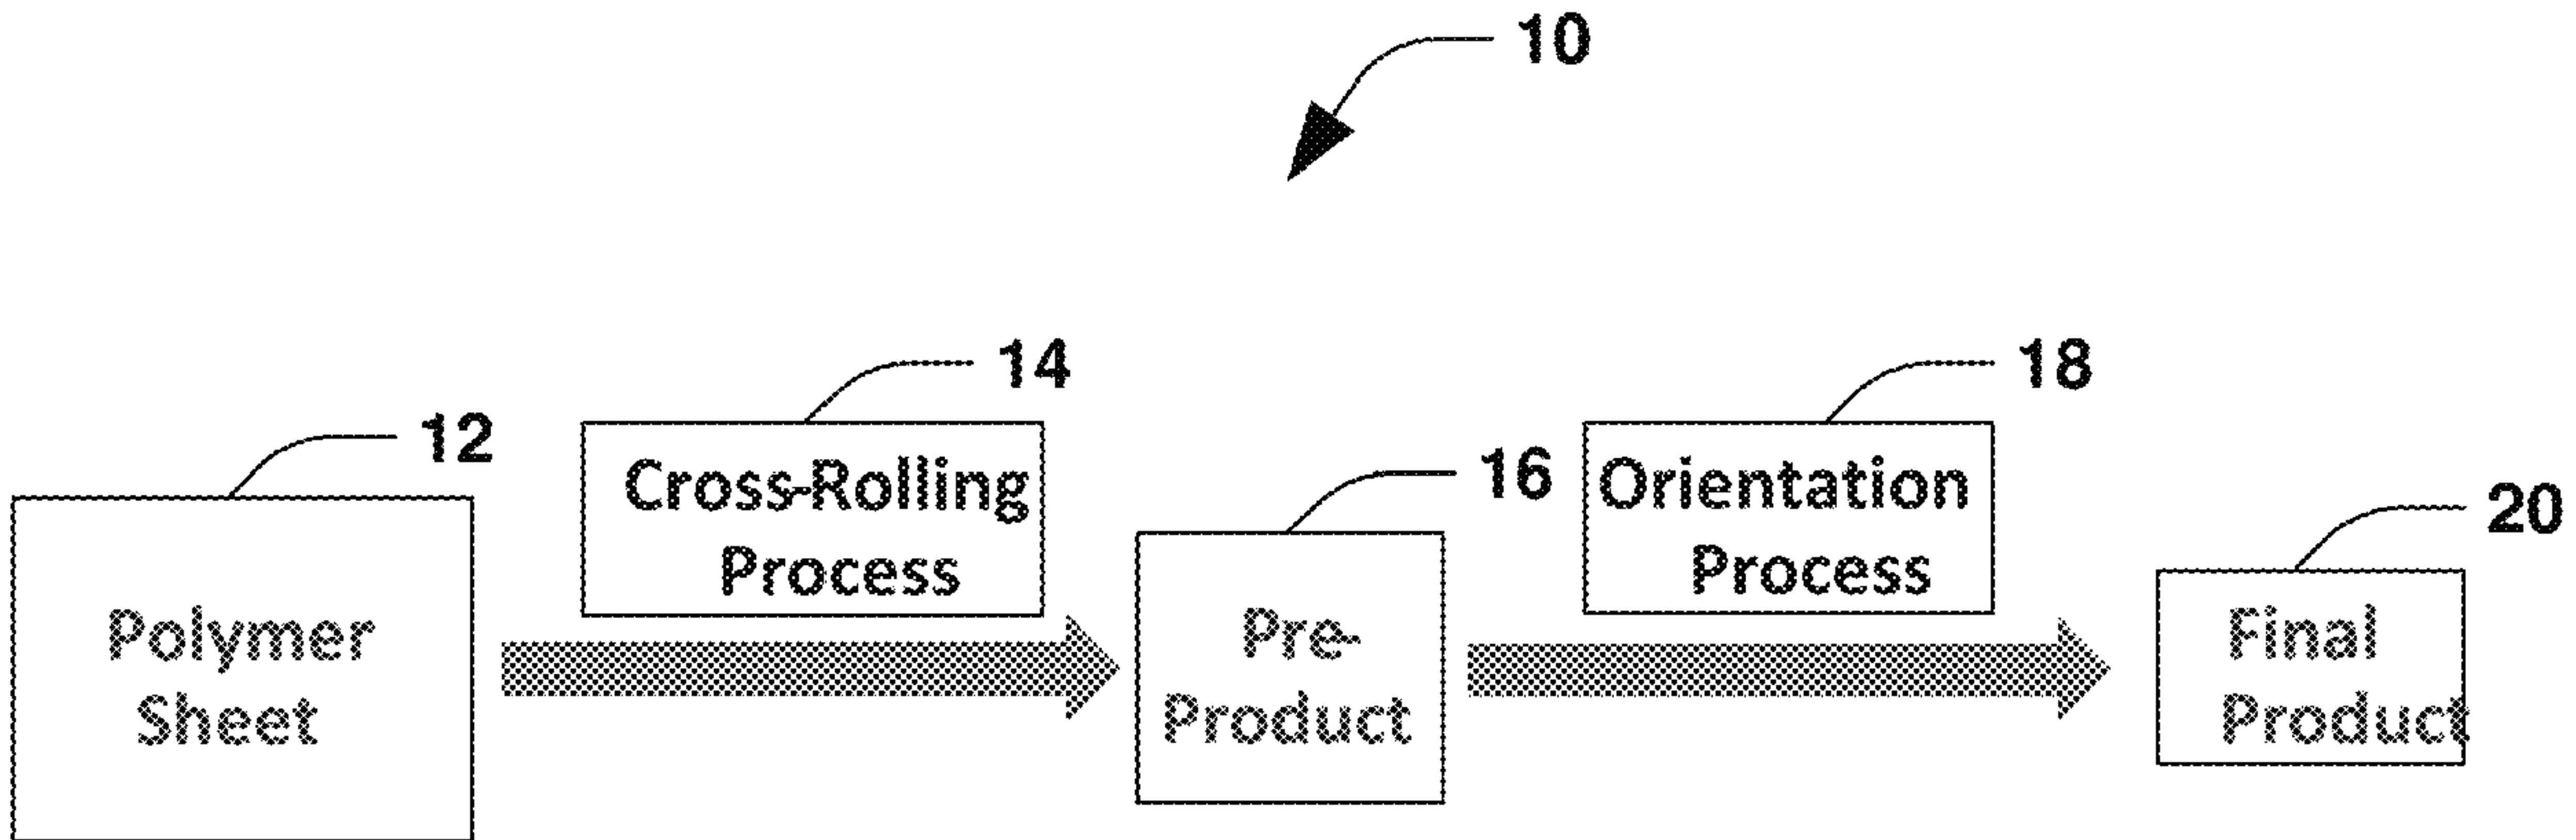 10
12
Polymer
Sheet
14
Cross-Rolling
Process
16
Pre-
Product
18
Orientation
Process
20
Final
Product